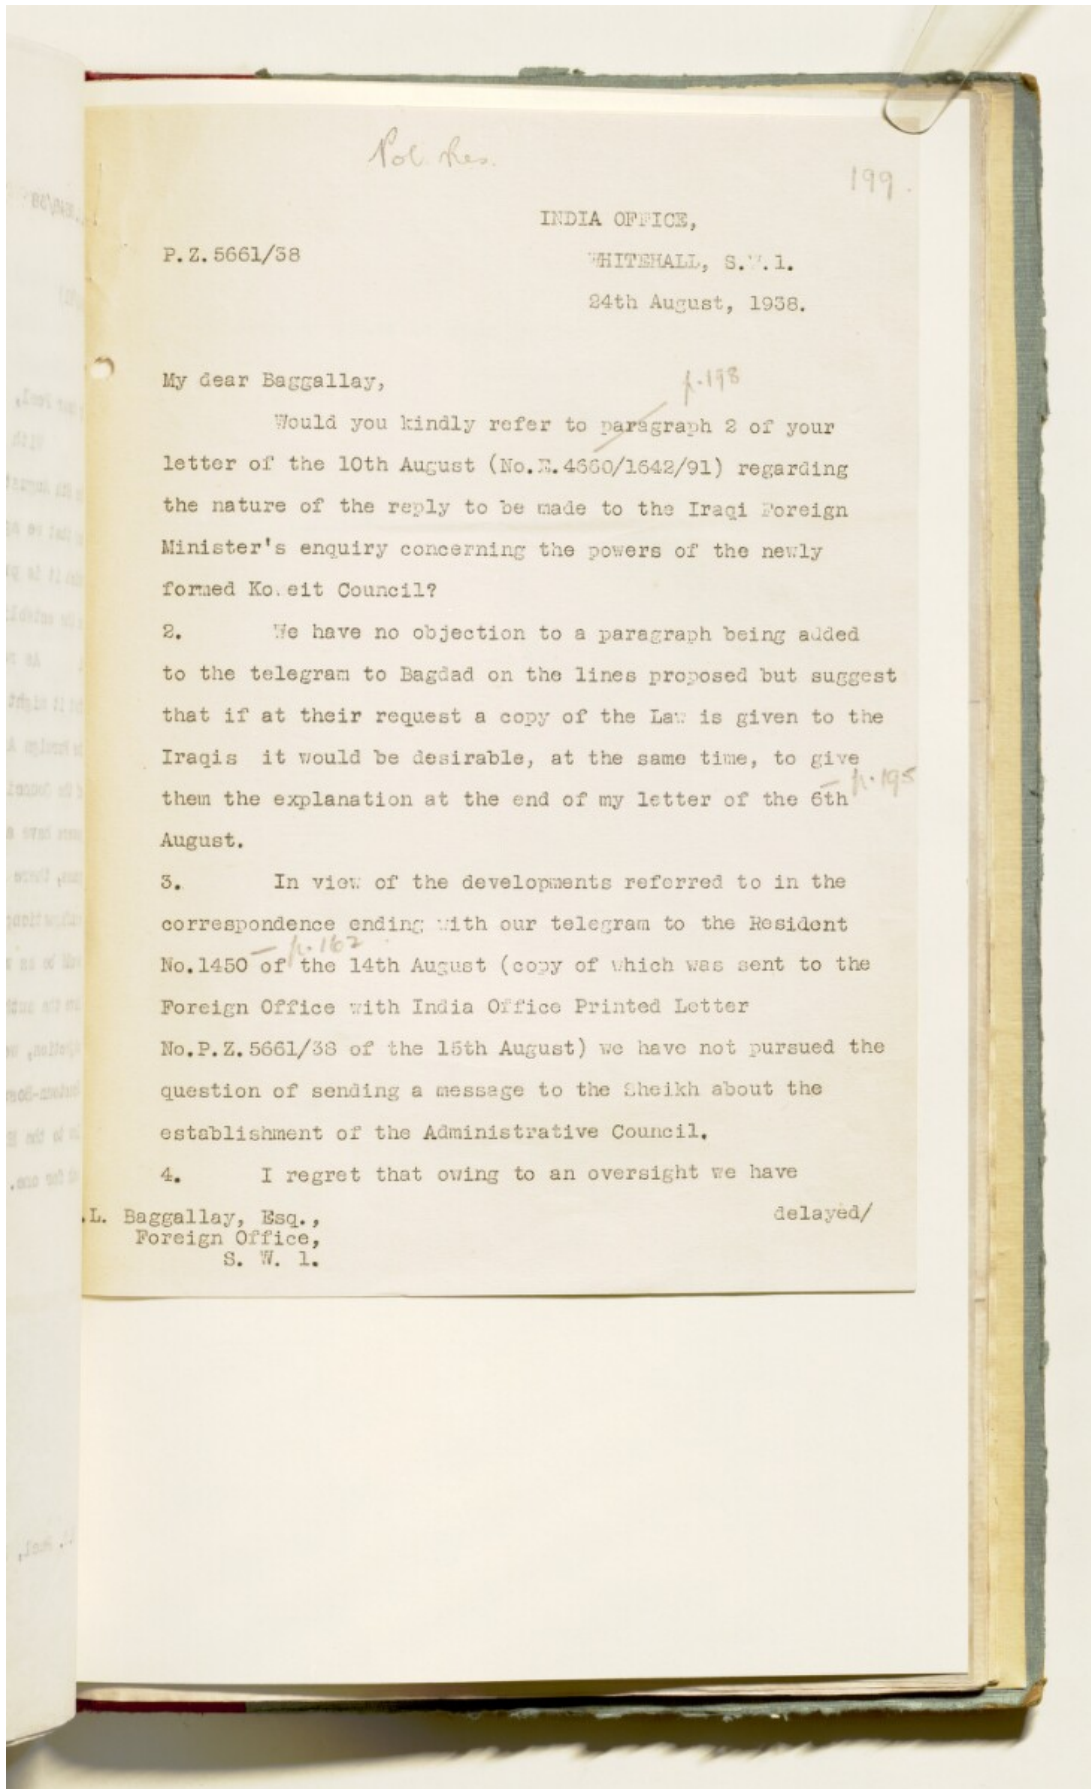 Pol. Res.
199.
INDIA OFFICE,
P.Z.5661/38
WHITEHALL, S.W.1.
24th August, 1938.
My dear Baggallay,
p.198
Would you kindly refer to paragraph 2 of your
letter of the 10th August (No.E.4660/1642/91) regarding
the nature of the reply to be made to the Iraqi Foreign
Minister's enquiry concerning the powers of the newly
formed Koweit Council?
2. We have no objection to a paragraph being added
to the telegram to Bagdad on the lines proposed but suggest
that if at their request a copy of the Law is given to the
Iraqis it would be desirable, at the same time, to give
p.195
them the explanation at the end of my letter of the 6th
August.
3. In view of the developments referred to in the
correspondence ending with our telegram to the Resident
p.162
No.1450 of the 14th August (copy of which was sent to the
Foreign Office with India Office Printed Letter
No.P.Z.5661/38 of the 15th August) we have not pursued the
question of sending a message to the Sheikh about the
establishment of the Administrative Council.
4. I regret that owing to an oversight we have
delayed/
.L. Baggallay, Esq.,
Foreign Office,
S. W. 1.